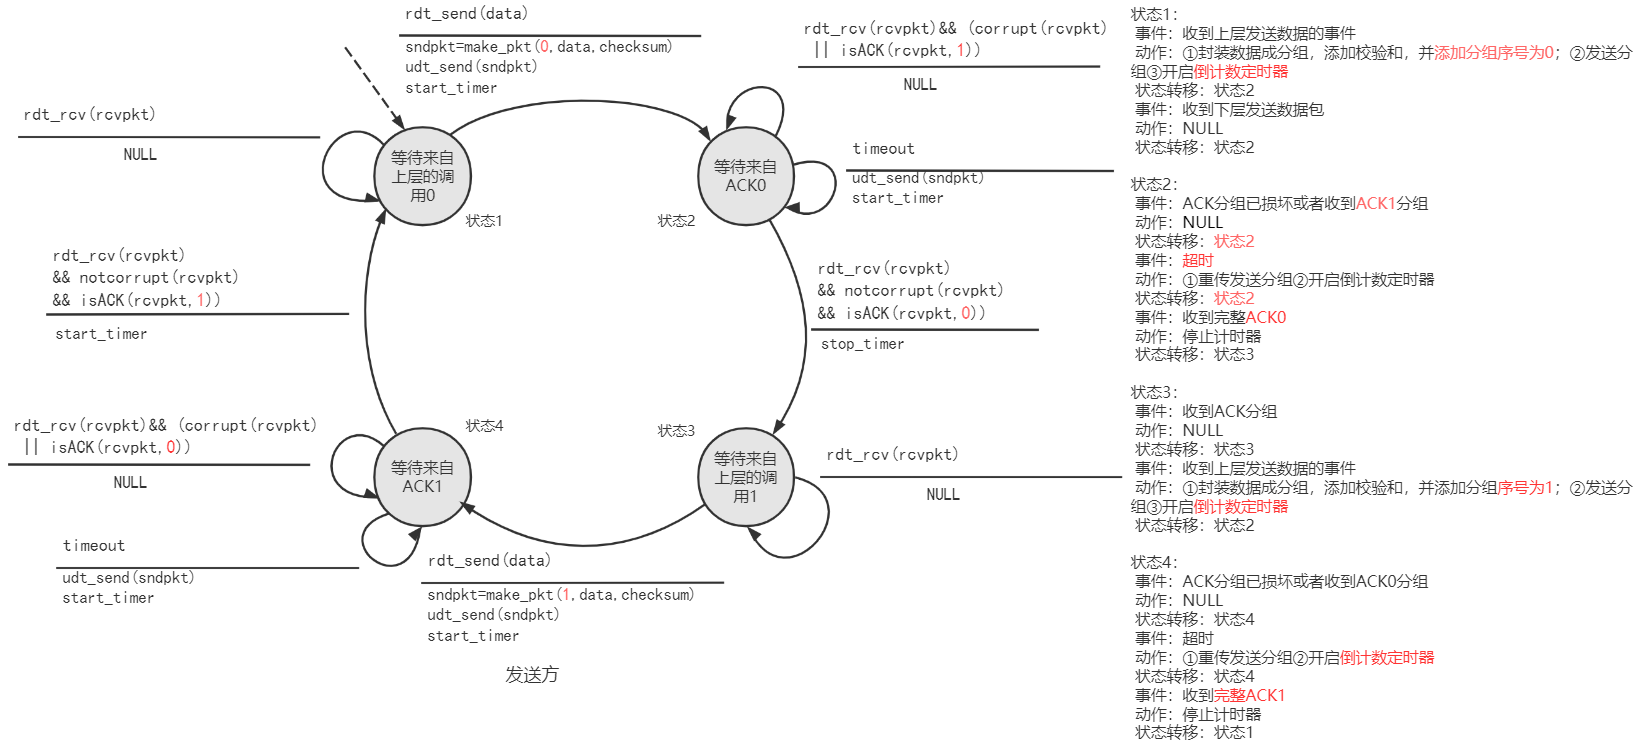 rdt_send(data)
sndpkt=make_pkt(0,data,checksum)
udt_send(sndpkt)
start_timer
rdt_rcv(rcvpkt)&& (corrupt(rcvpkt)
|| isACK(rcvpkt,1))
NULL
rdt_rcv(rcvpkt)
NULL
等待来自
上层的调
用0
状态1
等待来自
ACK0
状态2
timeout
udt_send(sndpkt)
start_timer
rdt_rcv(rcvpkt)
&& notcorrupt(rcvpkt)
&& isACK(rcvpkt,1))
start_timer
rdt_rcv(rcvpkt)
&& notcorrupt(rcvpkt)
&& isACK(rcvpkt,0))
stop_timer
rdt_rcv(rcvpkt)&& (corrupt(rcvpkt)
|| isACK(rcvpkt,0))
NULL
状态4
等待来自
ACK1
状态3
等待来自
上层的调
用1
rdt_rcv(rcvpkt)
NULL
timeout
udt_send(sndpkt)
start_timer
rdt_send(data)
sndpkt=make_pkt(1,data,checksum)
udt_send(sndpkt)
start_timer
发送方
状态1：
事件：收到上层发送数据的事件
动作：①封装数据成分组，添加校验和，并添加分组序号为0；②发送分
组③开启倒计数定时器
状态转移：状态2
事件：收到下层发送数据包
动作：NULL
状态转移：状态2
状态2：
事件：ACK分组已损坏或者收到ACK1分组
动作：NULL
状态转移：状态2
事件：超时
动作：①重传发送分组②开启倒计数定时器
状态转移：状态2
事件：收到完整ACK0
动作：停止计时器
状态转移：状态3
状态3：
事件：收到ACK分组
动作：NULL
状态转移：状态3
事件：收到上层发送数据的事件
动作：①封装数据成分组，添加校验和，并添加分组序号为1；②发送分
组③开启倒计数定时器
状态转移：状态2
状态4：
事件：ACK分组已损坏或者收到ACK0分组
动作：NULL
状态转移：状态4
事件：超时
动作：①重传发送分组②开启倒计数定时器
状态转移：状态4
事件：收到完整ACK1
动作：停止计时器
状态转移：状态1